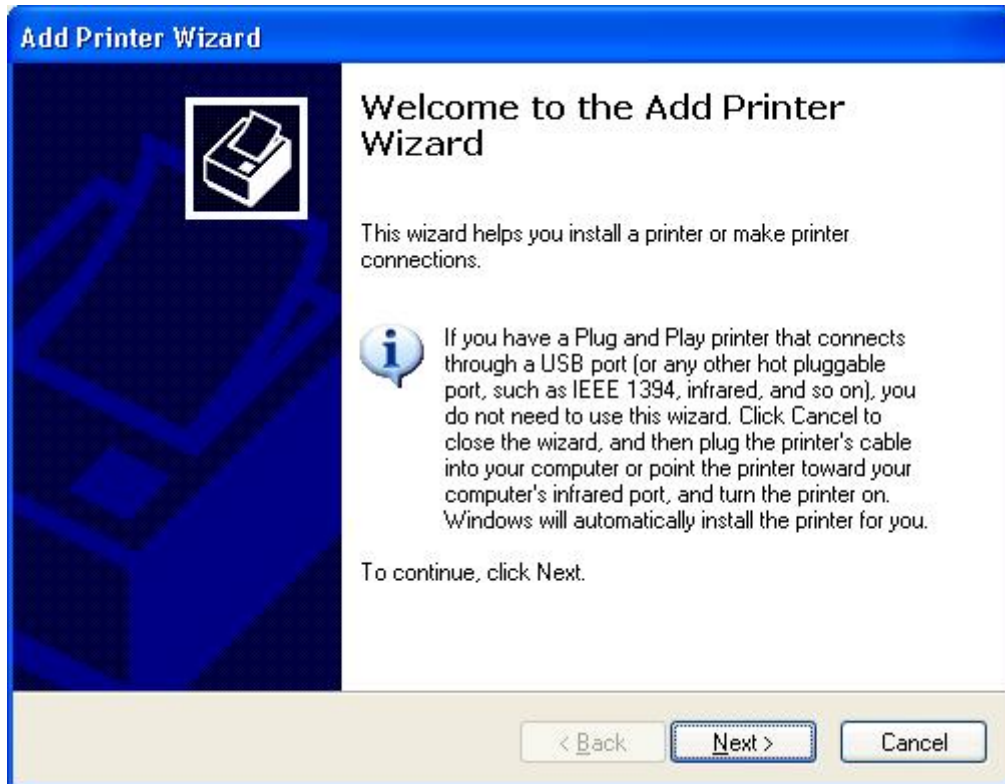 Add Printer Wizard
Welcome to the Add Printer
Wizard
This wizard helps you install a printer or make printer
connections.
If you have a Plug and Play printer that connects
through a USB port (or any other hot pluggable
port, such as IEEE 1394, infrared, and so on), you
do not need to use this wizard. Click Cancel to
close the wizard, and then plug the printer's cable
into your computer or point the printer toward your
computer's infrared port, and turn the printer on.
Windows will automatically install the printer for you.
To continue, click Next.
< Back Next > Cancel